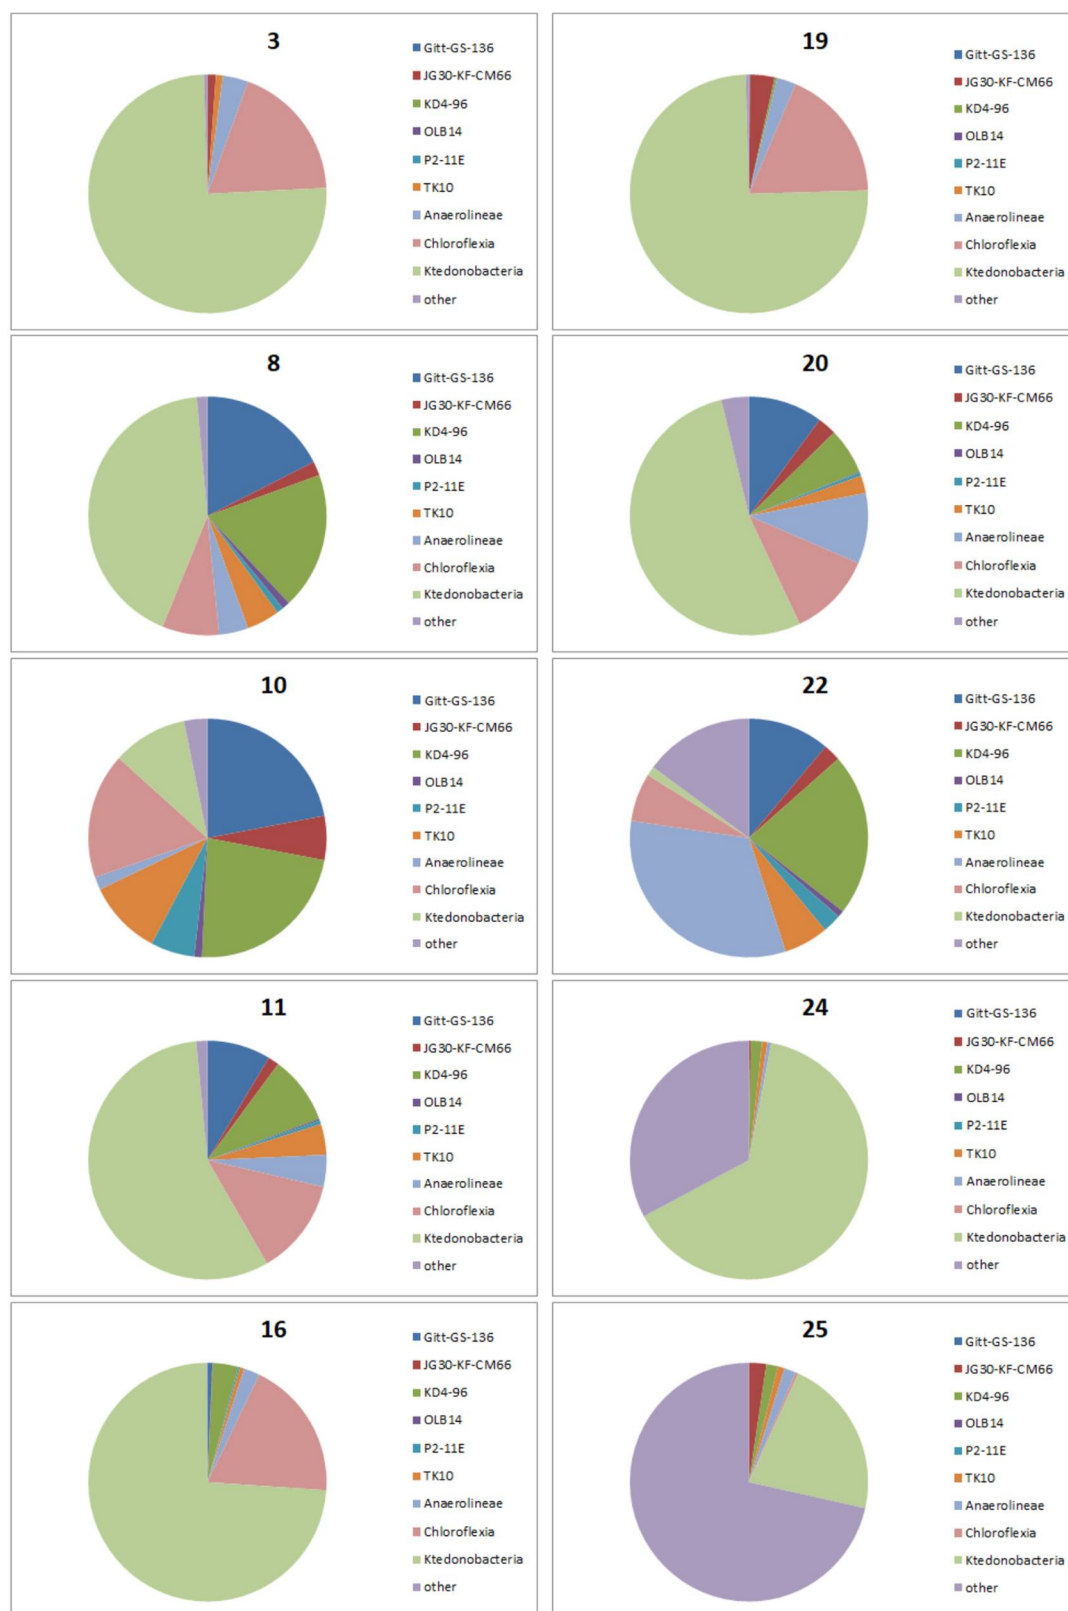 3
Gitt-GS-136
JG30-KF-CM66
KD4-96
OLB14
P2-11E
TK10
Anaerolineae
Chloroflexia
Ktedonobacteria
other
19
Gitt-GS-136
JG30-KF-CM66
KD4-96
OLB14
P2-11E
TK10
Anaerolineae
Chloroflexia
Ktedonobacteria
other
8
Gitt-GS-136
JG30-KF-CM66
KD4-96
OLB14
P2-11E
TK10
Anaerolineae
Chloroflexia
Ktedonobacteria
other
20
Gitt-GS-136
JG30-KF-CM66
KD4-96
OLB14
P2-11E
TK10
Anaerolineae
Chloroflexia
Ktedonobacteria
other
10
Gitt-GS-136
JG30-KF-CM66
KD4-96
OLB14
P2-11E
TK10
Anaerolineae
Chloroflexia
Ktedonobacteria
other
22
Gitt-GS-136
JG30-KF-CM66
KD4-96
OLB14
P2-11E
TK10
Anaerolineae
Chloroflexia
Ktedonobacteria
other
11
Gitt-GS-136
JG30-KF-CM66
KD4-96
OLB14
P2-11E
TK10
Anaerolineae
Chloroflexia
Ktedonobacteria
other
24
Gitt-GS-136
JG30-KF-CM66
KD4-96
OLB14
P2-11E
TK10
Anaerolineae
Chloroflexia
Ktedonobacteria
other
16
Gitt-GS-136
JG30-KF-CM66
KD4-96
OLB14
P2-11E
TK10
Anaerolineae
Chloroflexia
Ktedonobacteria
other
25
Gitt-GS-136
JG30-KF-CM66
KD4-96
OLB14
P2-11E
TK10
Anaerolineae
Chloroflexia
Ktedonobacteria
other